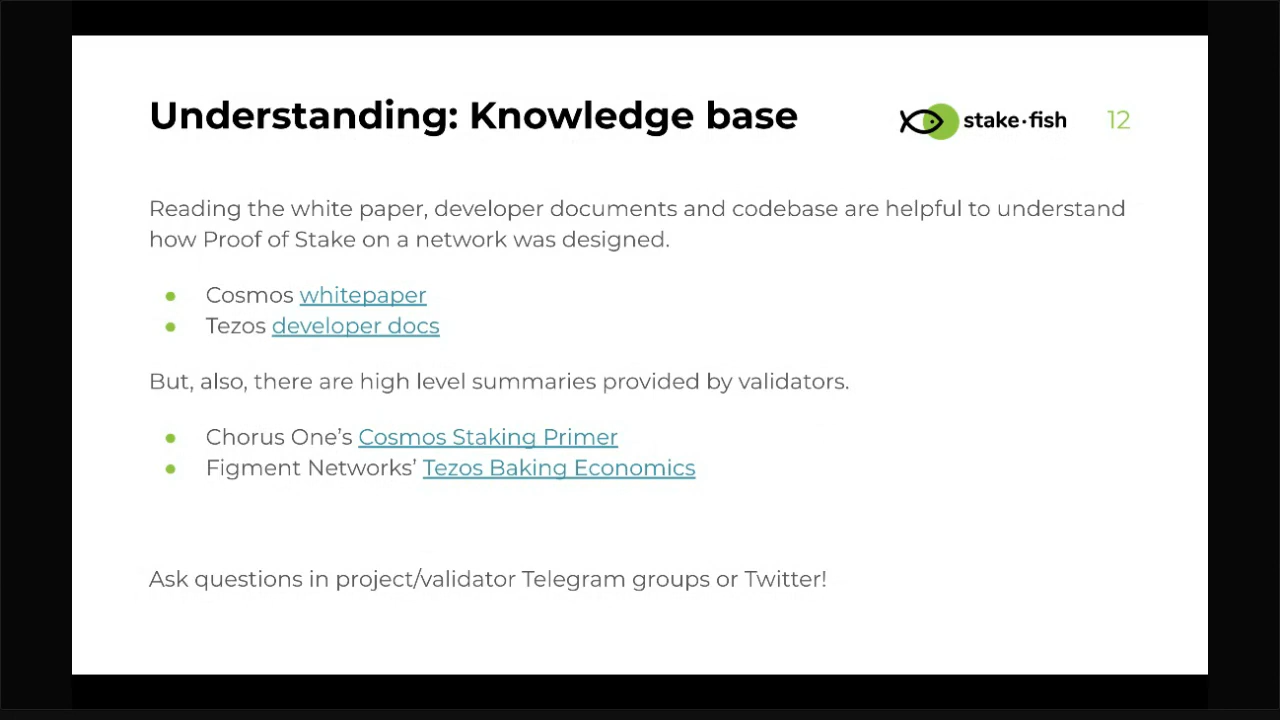 Understanding: Knowledge base
stake·fish
12
Reading the white paper, developer documents and codebase are helpful to understand
how Proof of Stake on a network was designed.
● Cosmos whitepaper
● Tezos developer docs
But, also, there are high level summaries provided by validators.
● Chorus One’s Cosmos Staking Primer
● Figment Networks’ Tezos Baking Economics
Ask questions in project/validator Telegram groups or Twitter!